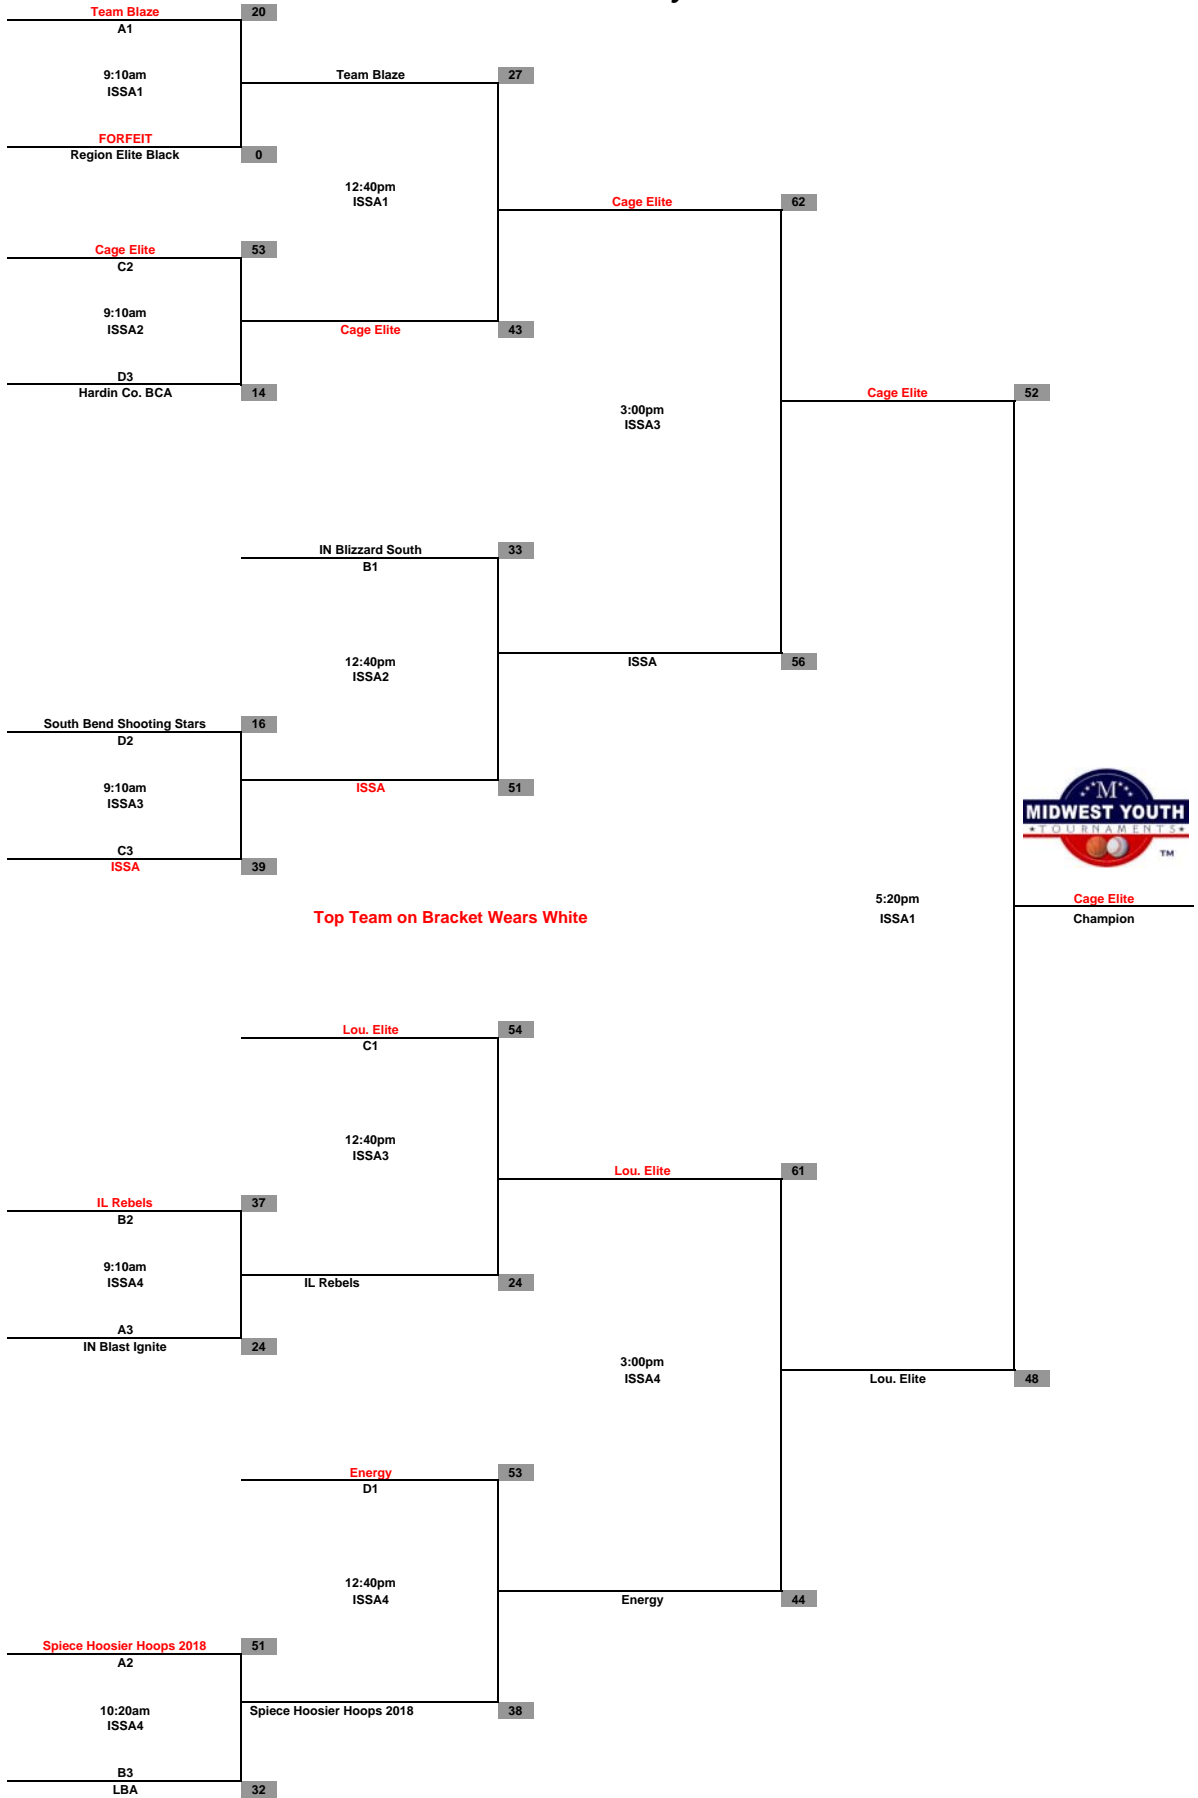 Team Blaze 20
A1
9:10am
ISSA1
Team Blaze 27
FORFEIT
Region Elite Black 0
12:40pm
ISSA1
Cage Elite 62
Cage Elite 53
C2
9:10am
ISSA2
Cage Elite 43
D3
Hardin Co. BCA 14
Cage Elite 52
3:00pm
ISSA3
IN Blizzard South 33
B1
12:40pm
ISSA2
ISSA 56
South Bend Shooting Stars 16
D2
9:10am
ISSA3
ISSA 51
C3
ISSA 39
M
MIDWEST YOUTH
TOURNAMENTS
TM
5:20pm
ISSA1
Cage Elite
Champion
Top Team on Bracket Wears White
Lou. Elite 54
C1
12:40pm
ISSA3
Lou. Elite 61
IL Rebels 37
B2
9:10am
ISSA4
IL Rebels 24
A3
IN Blast Ignite 24
3:00pm
ISSA4
Lou. Elite 48
Energy 53
D1
12:40pm
ISSA4
Energy 44
Spiece Hoosier Hoops 2018 51
A2
10:20am
ISSA4
Spiece Hoosier Hoops 2018 38
B3
LBA 32